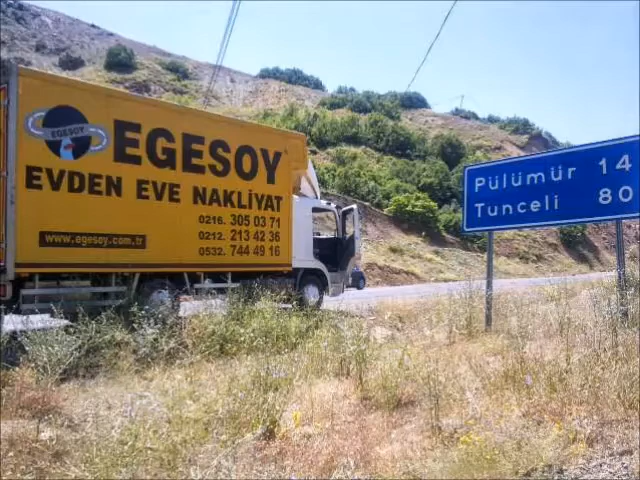 EGESOY
EGESOY
EVDEN EVE NAKLİYAT
0216. 305 03 71
0212. 213 42 36
0532. 744 49 16
www.egesoy.com.tr
Pülümür 14
Tunceli 80